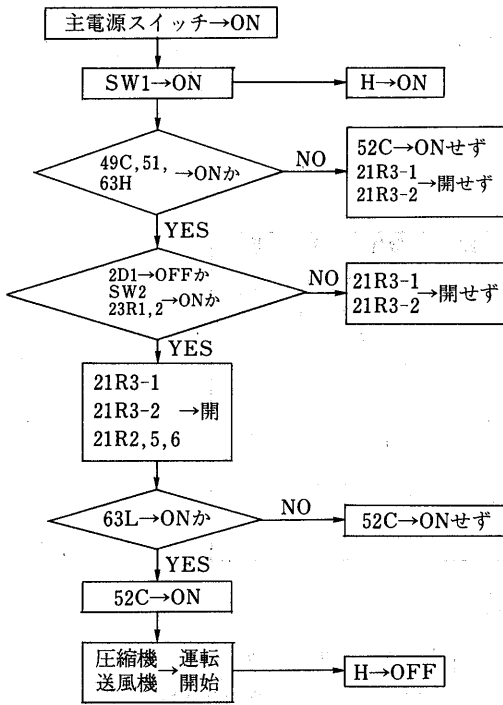 主電源スイッチ→ON
SW1→ON
H→ON
49C,51,
63H →ONか
NO
52C→ONせず
21R3-1
21R3-2 →開せず
YES
2D1→OFFか
SW2
23R1,2 →ONか
NO
21R3-1
21R3-2 →開せず
YES
21R3-1
21R3-2 →開
21R2,5,6
63L→ONか
NO
52C→ONせず
YES
52C→ON
圧縮機 → 運転
送風機 開始
H→OFF